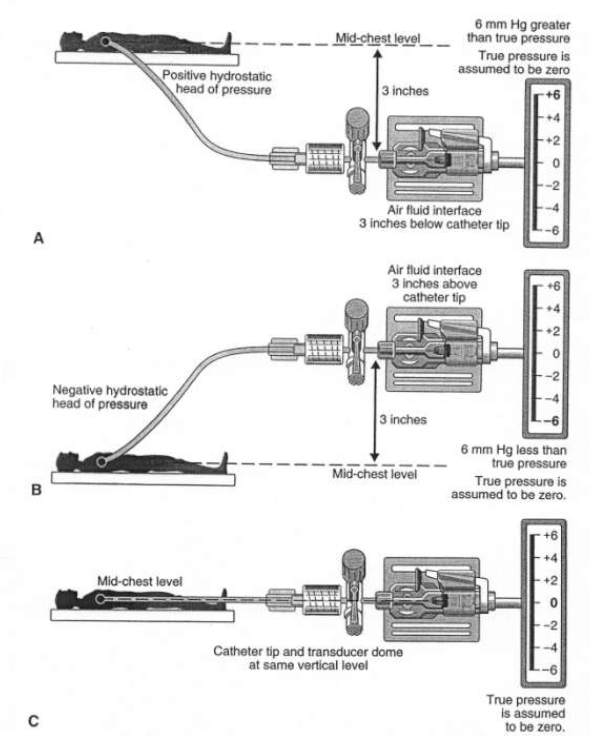 Mid-chest level
6 mm Hg greater
than true pressure
True pressure is
assumed to be zero
Positive hydrostatic
head of pressure
3 inches
+6
+4
+2
0
-2
-4
-6
Air fluid interface
3 inches below catheter tip
A
Air fluid interface
3 inches above
catheter tip
+6
+4
+2
0
-2
-4
-6
Negative hydrostatic
head of pressure
3 inches
6 mm Hg less than
true pressure
Mid-chest level
True pressure is
assumed to be zero.
B
+6
+4
+2
0
-2
-4
-6
Mid-chest level
Catheter tip and transducer dome
at same vertical level
True pressure
is assumed
to be zero.
C